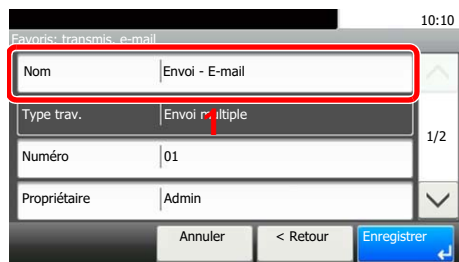 10:10
Favoris: transmis. e-mail
Nom Envoi - E-mail
Type trav. Envoi multiple
1
1/2
Numéro 01
Propriétaire Admin
Annuler < Retour Enregistrer